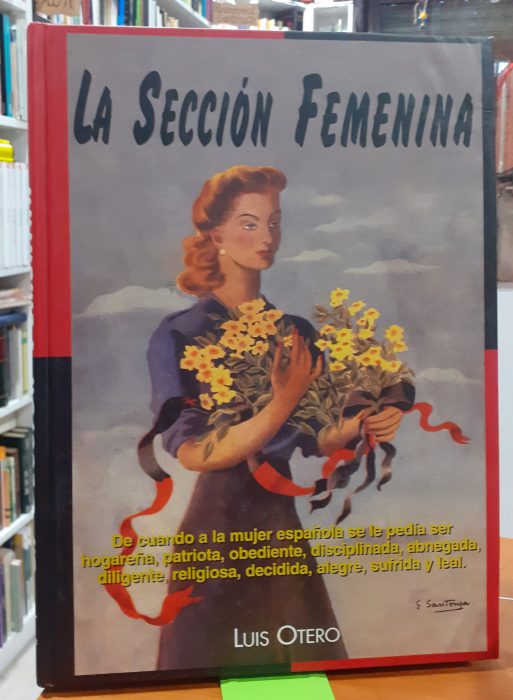 LA SECCIÓN FEMENINA
De cuando a la mujer española se le pedía ser
hogareña, patriota, obediente, disciplinada, abnegada,
diligente, religiosa, decidida, alegre, sufrida y leal.
S Santonja
LUIS OTERO